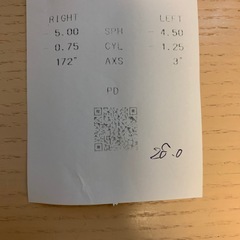 RIGHT LEFT
- 5.00 SPH - 4.50
- 0.75 CYL - 1.25
172° AXS 3°
PD